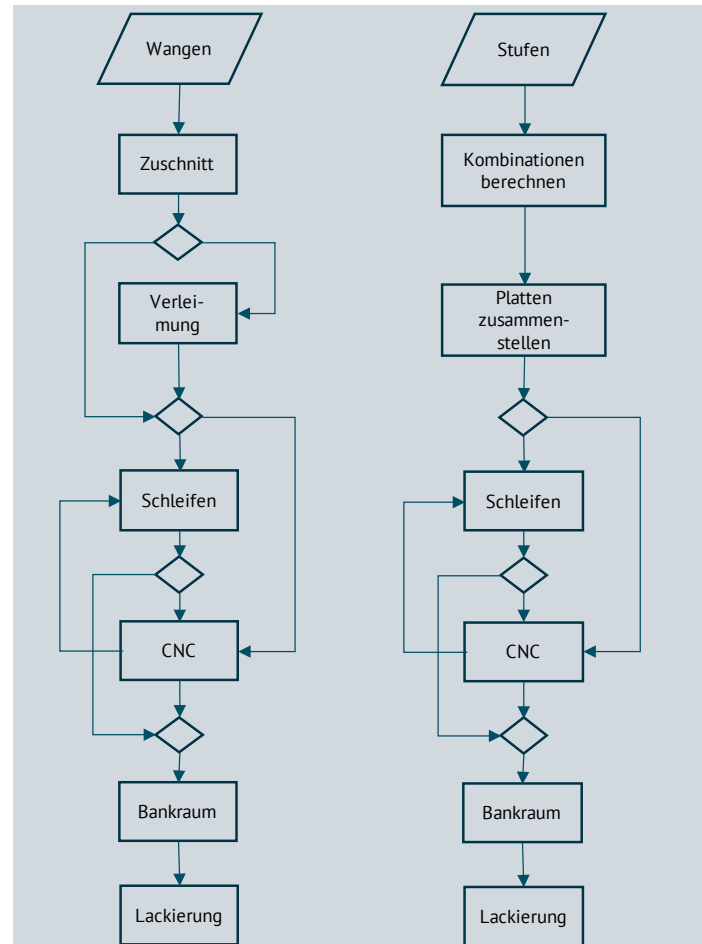 Wangen
Zuschnitt
Verlei-
mung
Schleifen
CNC
Bankraum
Lackierung
Stufen
Kombinationen
berechnen
Platten
zusammen-
stellen
Schleifen
CNC
Bankraum
Lackierung